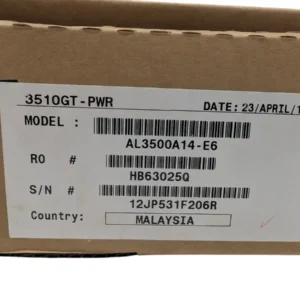 3510GT-PWR
DATE: 23/APRIL/1
MODEL :
AL3500A14-E6
RO #
HB63025Q
S/N #
12JP531F206R
Country: MALAYSIA